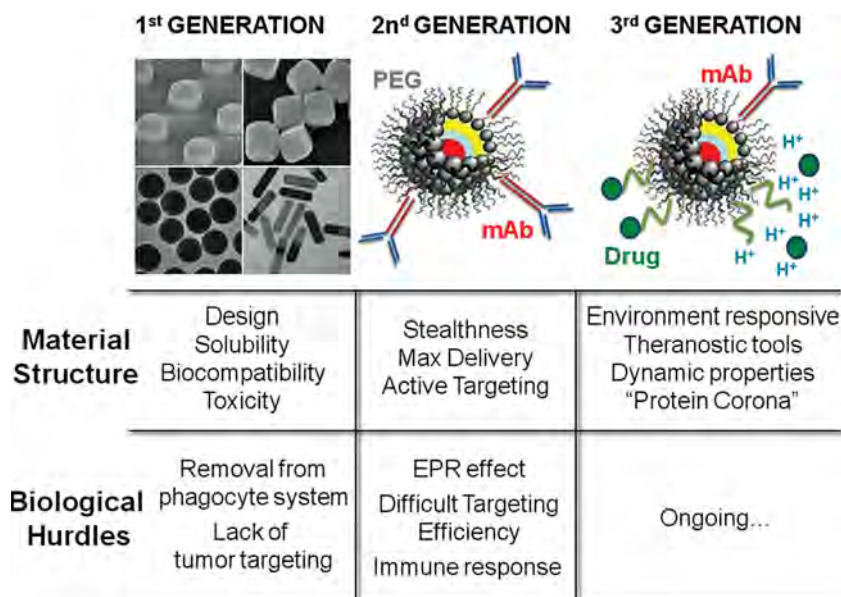 1st GENERATION
2nd GENERATION
3rd GENERATION
PEG
mAb
mAb
H+
H+
H+
H+
H+
H+
H+
H+
Drug
Material
Structure
Design
Solubility
Biocompatibility
Toxicity
Stealthness
Max Delivery
Active Targeting
Environment responsive
Theranostic tools
Dynamic properties
“Protein Corona”
Biological
Hurdles
Removal from
phagocyte system
Lack of
tumor targeting
EPR effect
Difficult Targeting
Efficiency
Immune response
Ongoing…